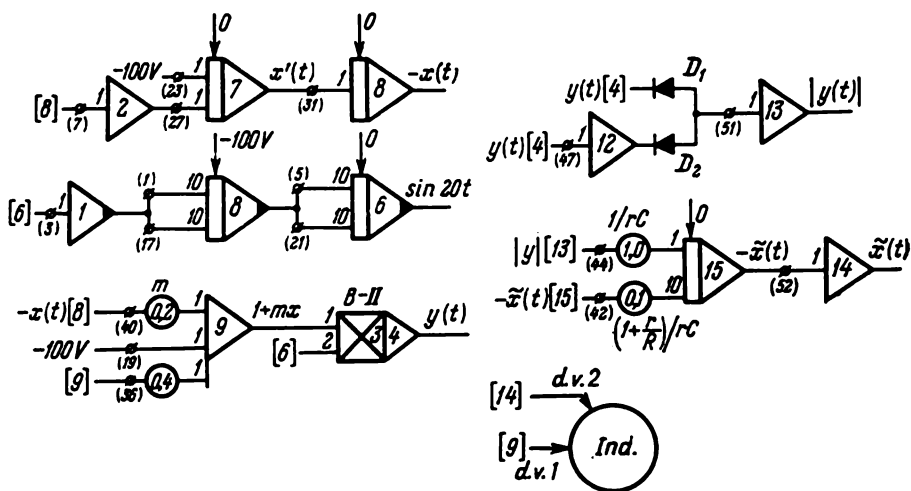 0
0
-100V
1
(23)
1
7
x'(t)
(31)
1
8
-x(t)
[8]
(7)
1
2
(27)
-100V
0
[6]
(3)
1
1
(1)
10
10
(17)
8
(5)
10
10
(21)
6
sin 20t
m
-x(t)[8]
(40)
0,2
1
-100V
(19)
1
[9]
(36)
0,4
1
9
1+mx
1
[6]
2
B-II
3
4
y(t)
y(t)[4]
D₁
y(t)[4]
(47)
1
12
D₂
(51)
1
13
|y(t)|
1/rC
0
|y|[13]
(44)
1,0
1
-x̃(t)[15]
(42)
0,1
10
15
-x̃(t)
(52)
1
14
x̃(t)
(1+r/R)/rC
[14]
d.v.2
[9]
d.v.1
Ind.